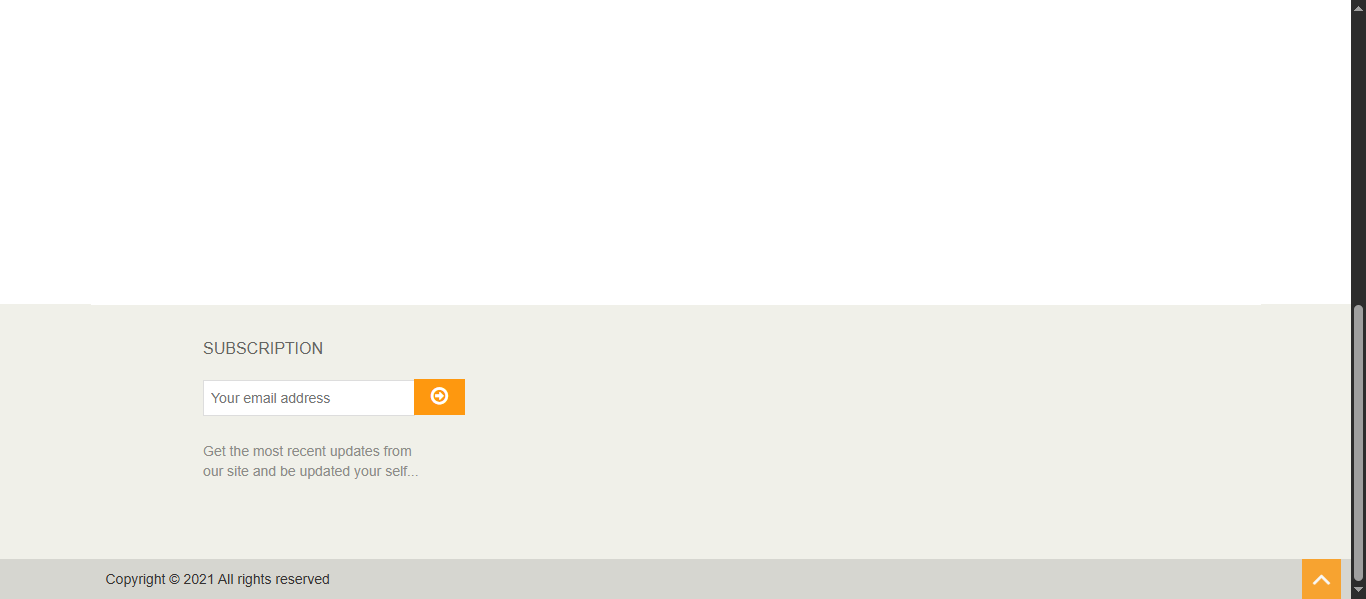 SUBSCRIPTION
Your email address
Get the most recent updates from
our site and be updated your self...
Copyright © 2021 All rights reserved